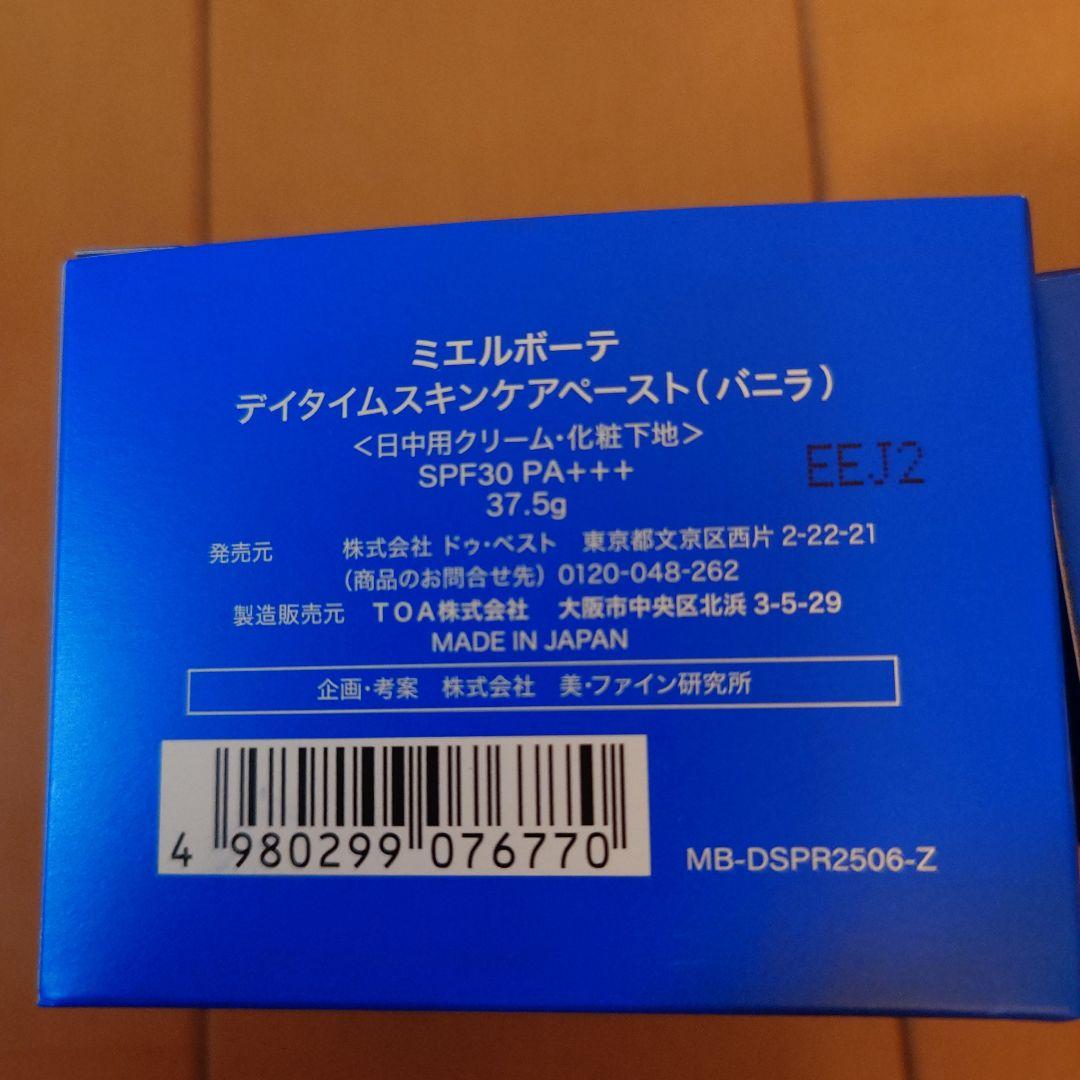 ミエルボーテ
デイタイムスキンケアペースト(バニラ)
<日中用クリーム・化粧下地>
SPF30 PA+++
37.5g
EEJ2
発売元 株式会社 ドゥ・ベスト 東京都文京区西片 2-22-21
(商品のお問合せ先) 0120-048-262
製造販売元 TOA株式会社 大阪市中央区北浜 3-5-29
MADE IN JAPAN
企画・考案 株式会社 美・ファイン研究所
4 980299 076770
MB-DSPR2506-Z